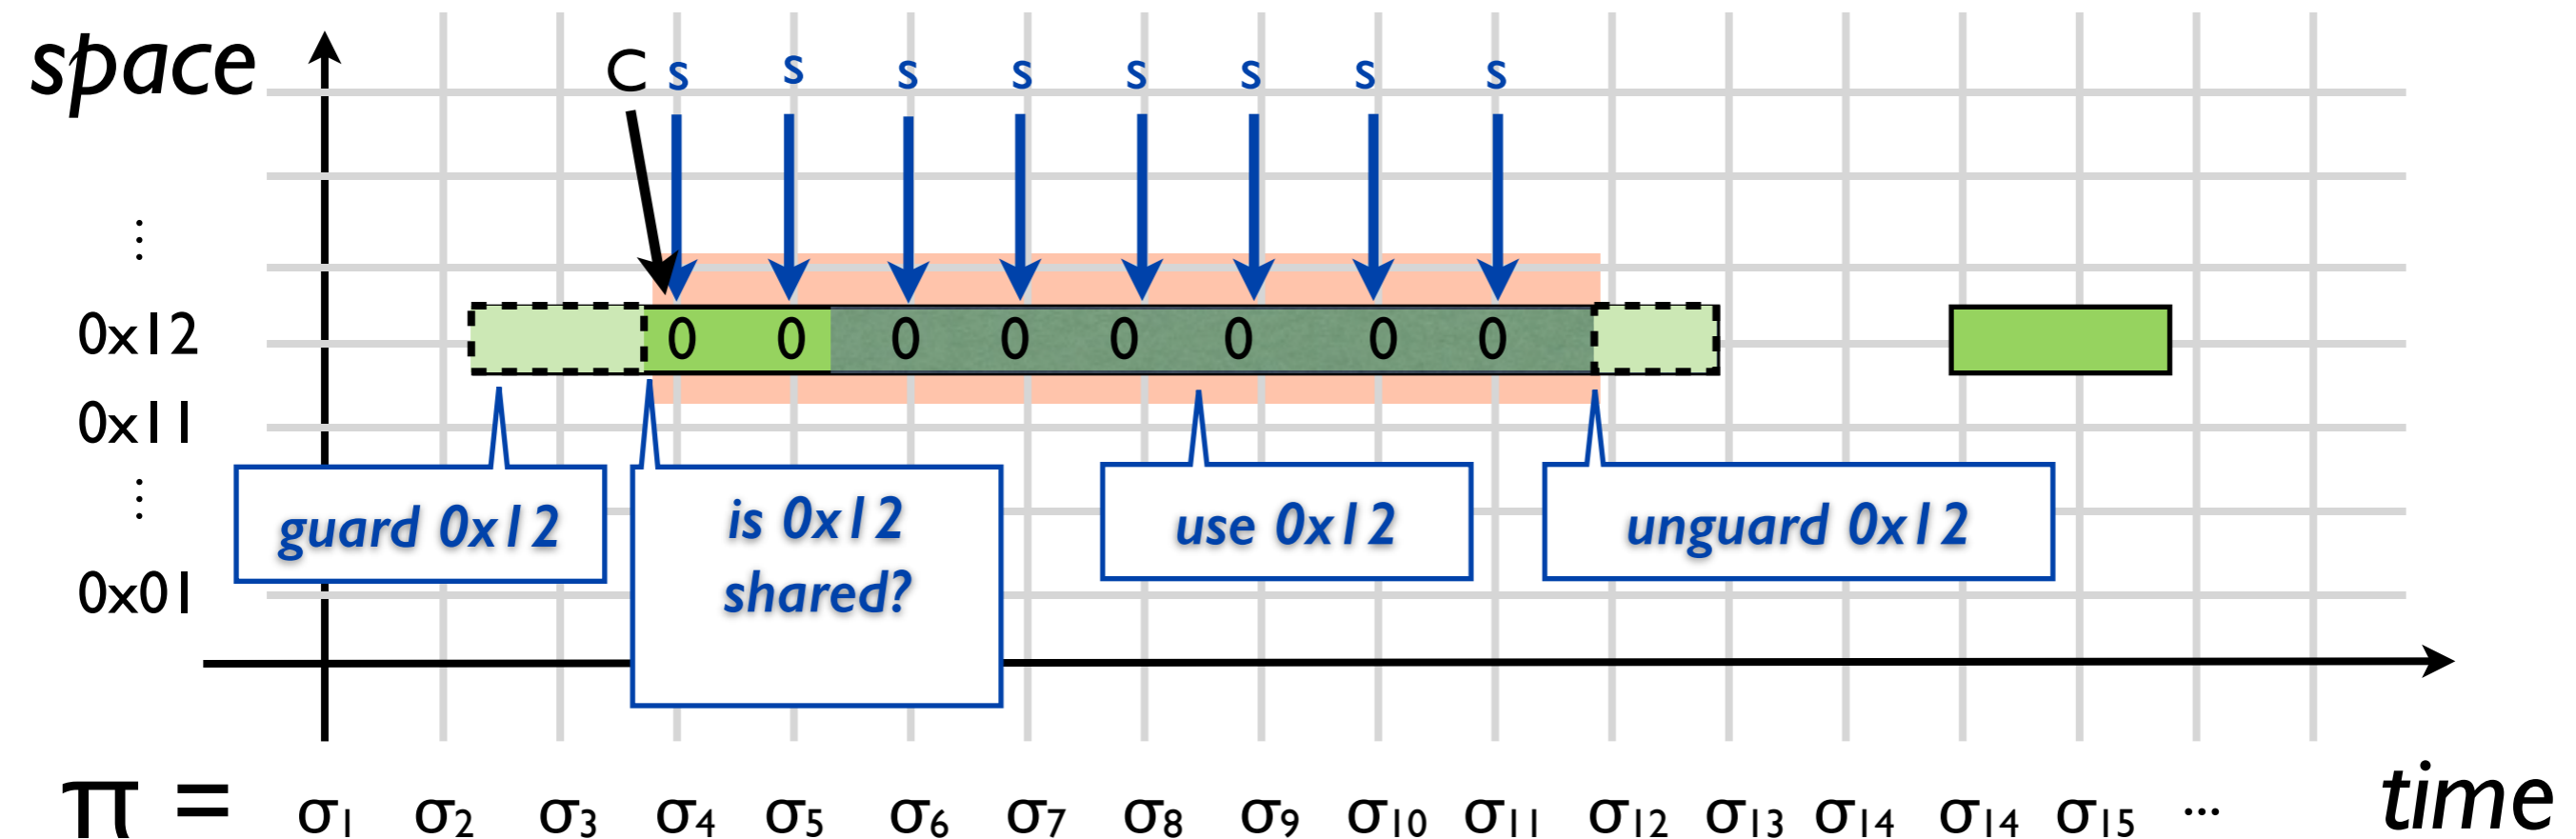 space
C s s s s s s s s
⋮
0x12 0 0 0 0 0 0 0 0
0x11
⋮
0x01
guard 0x12
is 0x12
shared?
use 0x12
unguard 0x12
π = σ1 σ2 σ3 σ4 σ5 σ6 σ7 σ8 σ9 σ10 σ11 σ12 σ13 σ14 σ14 σ15 ... time